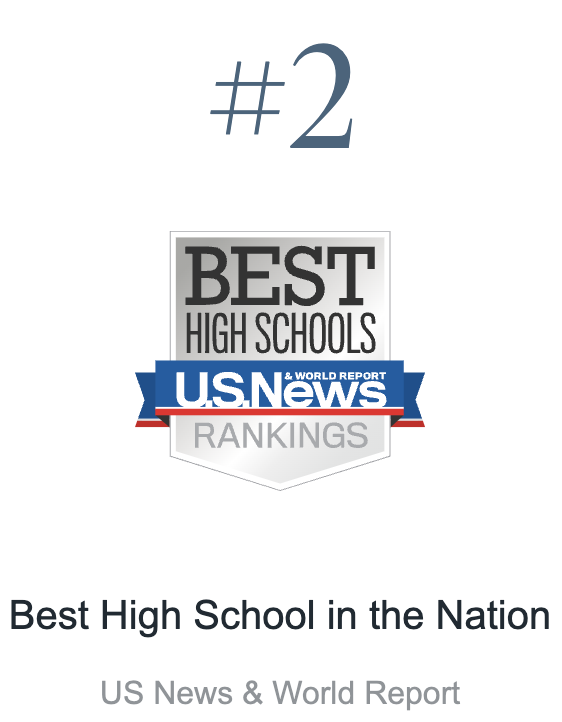 #2
BEST
HIGH SCHOOLS
& WORLD REPORT
U.S.News
RANKINGS
Best High School in the Nation
US News & World Report